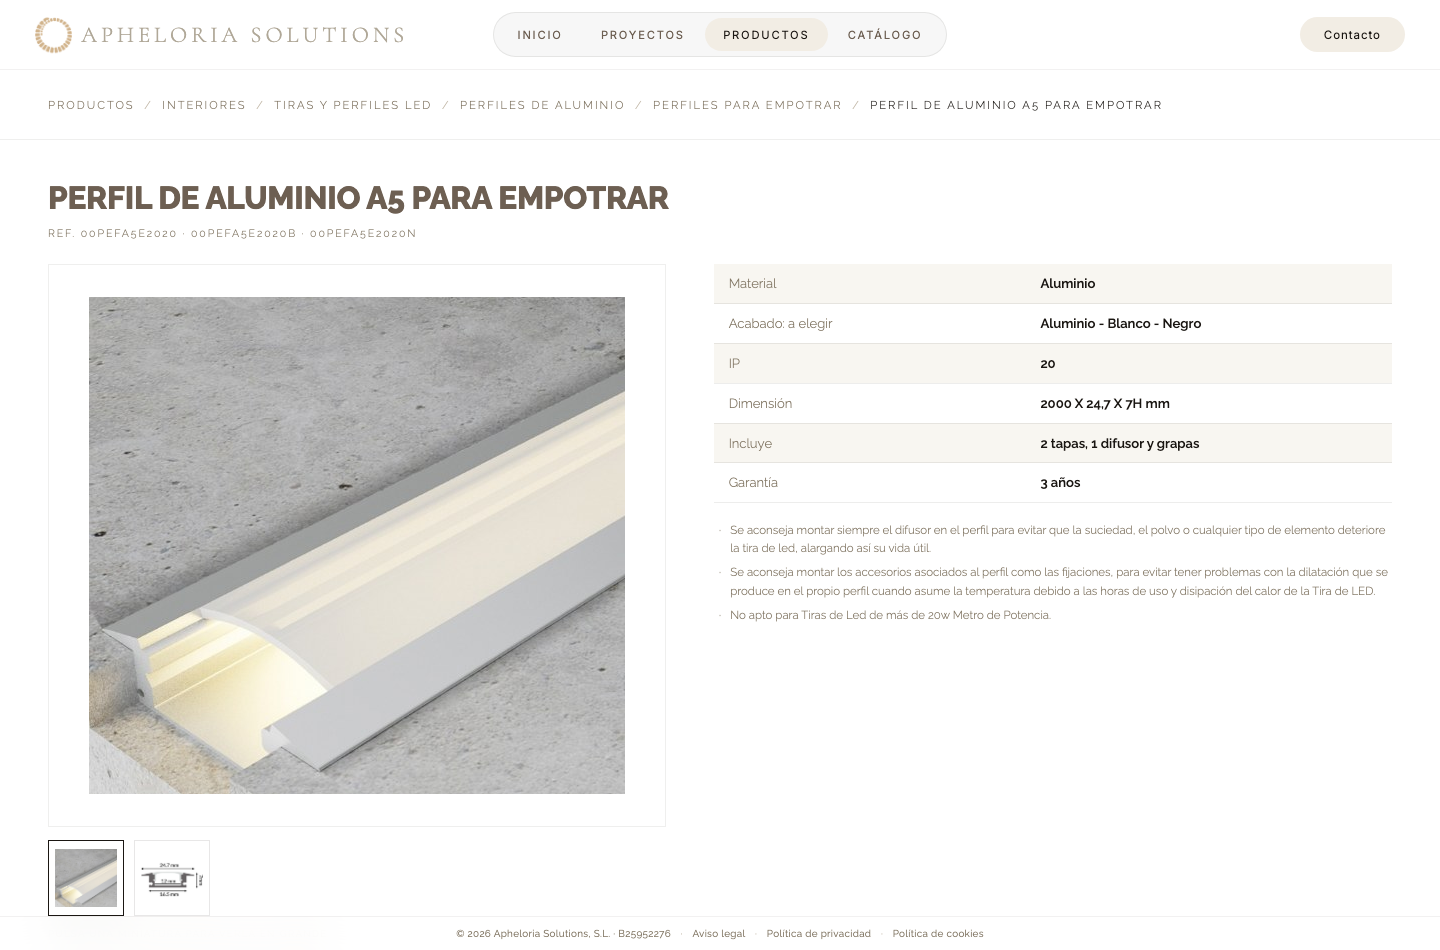 APHELORIA SOLUTIONS
INICIO
PROYECTOS
PRODUCTOS
CATÁLOGO
Contacto
PRODUCTOS / INTERIORES / TIRAS Y PERFILES LED / PERFILES DE ALUMINIO / PERFILES PARA EMPOTRAR / PERFIL DE ALUMINIO A5 PARA EMPOTRAR
PERFIL DE ALUMINIO A5 PARA EMPOTRAR
REF. 00PEFA5E2020 · 00PEFA5E2020B · 00PEFA5E2020N
Material Aluminio
Acabado: a elegir Aluminio - Blanco - Negro
IP 20
Dimensión 2000 X 24,7 X 7H mm
Incluye 2 tapas, 1 difusor y grapas
Garantía 3 años
· Se aconseja montar siempre el difusor en el perfil para evitar que la suciedad, el polvo o cualquier tipo de elemento deteriore
la tira de led, alargando así su vida útil.
· Se aconseja montar los accesorios asociados al perfil como las fijaciones, para evitar tener problemas con la dilatación que se
produce en el propio perfil cuando asume la temperatura debido a las horas de uso y disipación del calor de la Tira de LED.
· No apto para Tiras de Led de más de 20w Metro de Potencia.
24,7 mm
© 2026 Apheloria Solutions, S.L. · B25952276 · Aviso legal · Política de privacidad · Política de cookies